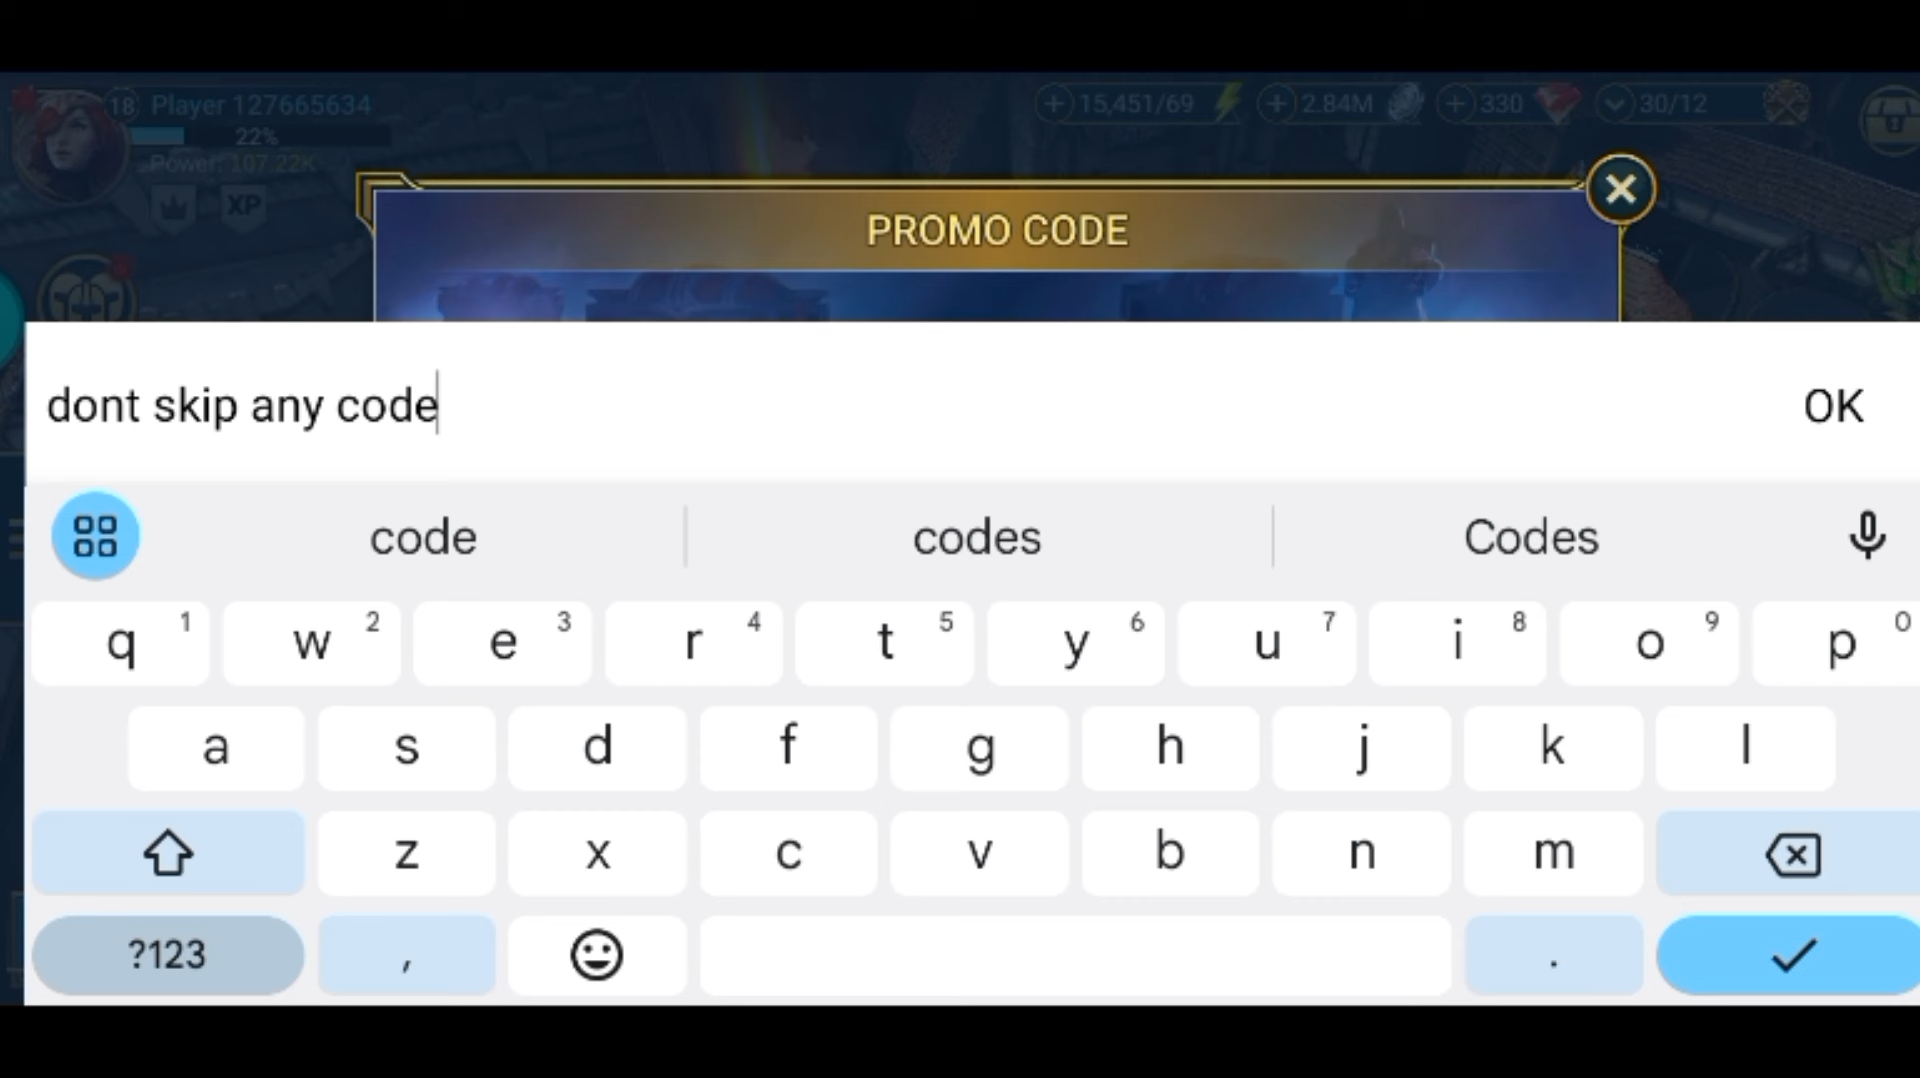 18 Player 127665634
15,451/69 2.84M 330 30/12
22%
Power: 107.22K
XP
PROMO CODE
dont skip any code
OK
code codes Codes
q 1 w 2 e 3 r 4 t 5 y 6 u 7 i 8 o 9 p 0
a s d f g h j k l
z x c v b n m
?123 , .